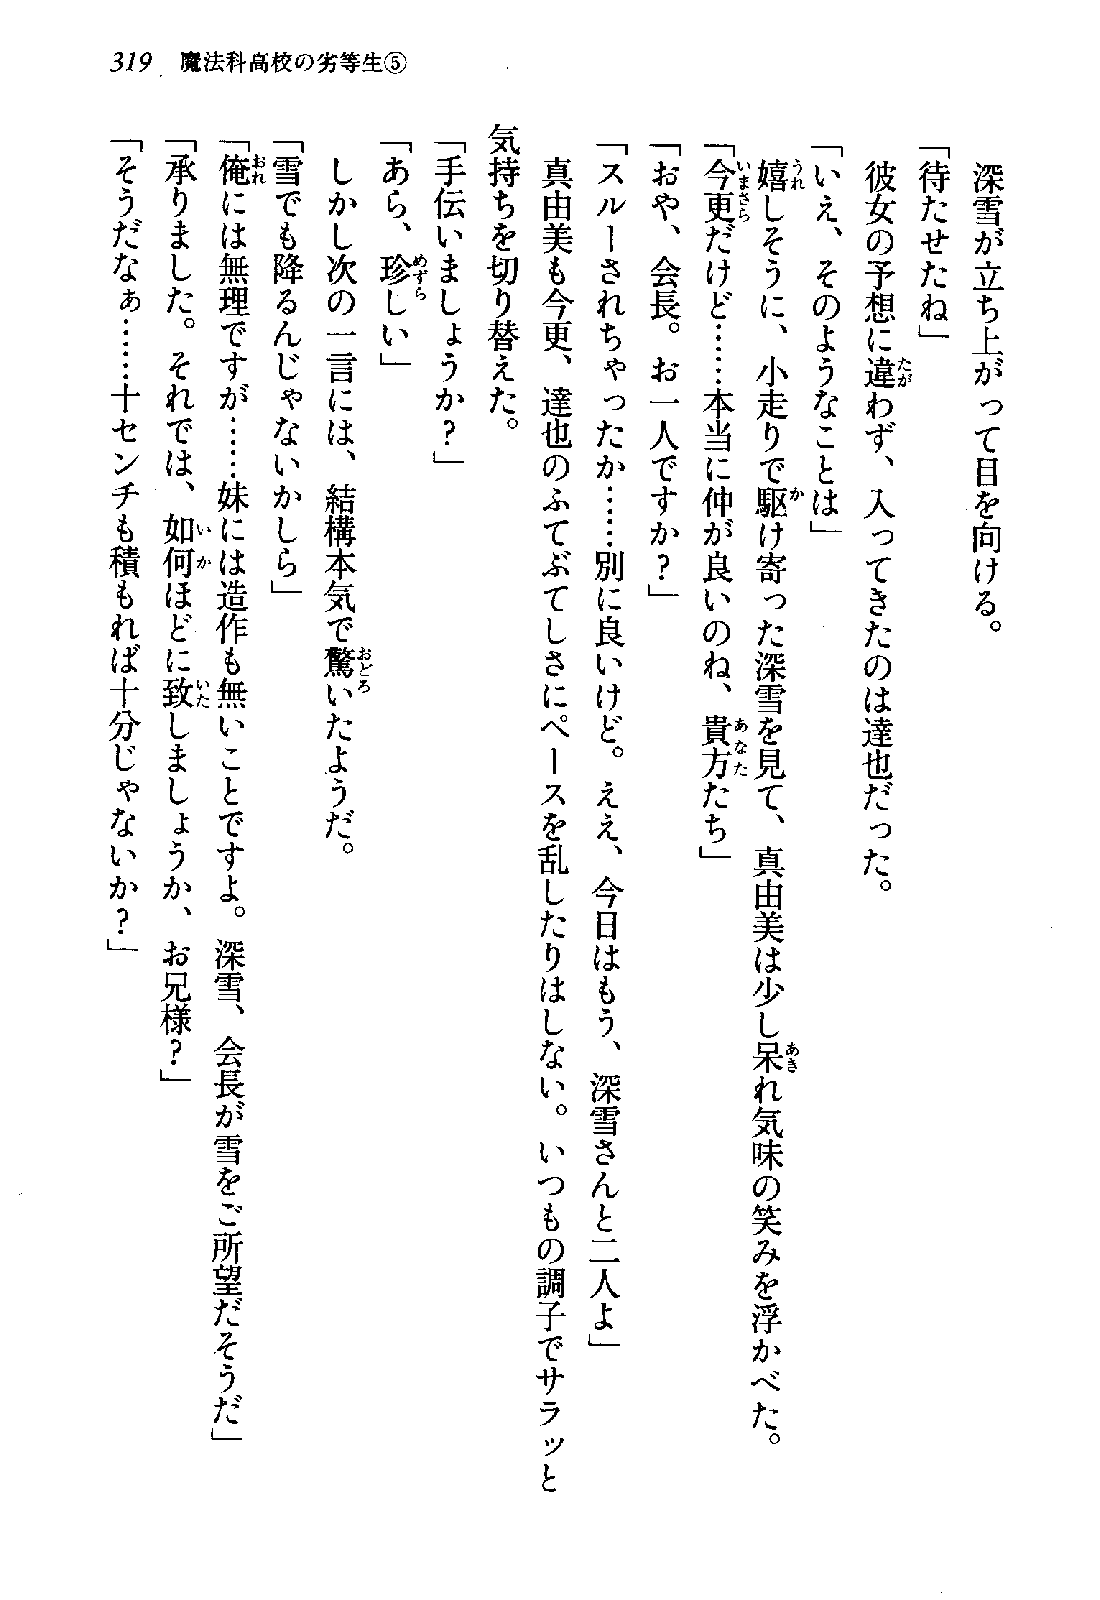 319 魔法科高校の劣等生⑤
深雪が立ち上がって目を向ける。
「待たせたね」
彼女の予想に違わず、入ってきたのは達也だった。
「いえ、そのようなことは」
嬉しそうに、小走りで駆け寄った深雪を見て、真由美は少し呆れ気味の笑みを浮かべた。
「今更だけど……本当に仲が良いのね、貴方たち」
「おや、会長。お一人ですか？」
「スルーされちゃったか……別に良いけど。ええ、今日はもう、深雪さんと二人よ」
真由美も今更、達也のふてぶてしさにペースを乱したりはしない。いつもの調子でサラッと
気持ちを切り替えた。
「手伝いましょうか？」
「あら、珍しい」
しかし次の一言には、結構本気で驚いたようだ。
「雪でも降るんじゃないかしら」
「俺には無理ですが……妹には造作も無いことですよ。深雪、会長が雪をご所望だそうだ」
「承りました。それでは、如何ほどに致しましょうか、お兄様？」
「そうだなぁ……十センチも積もれば十分じゃないか？」